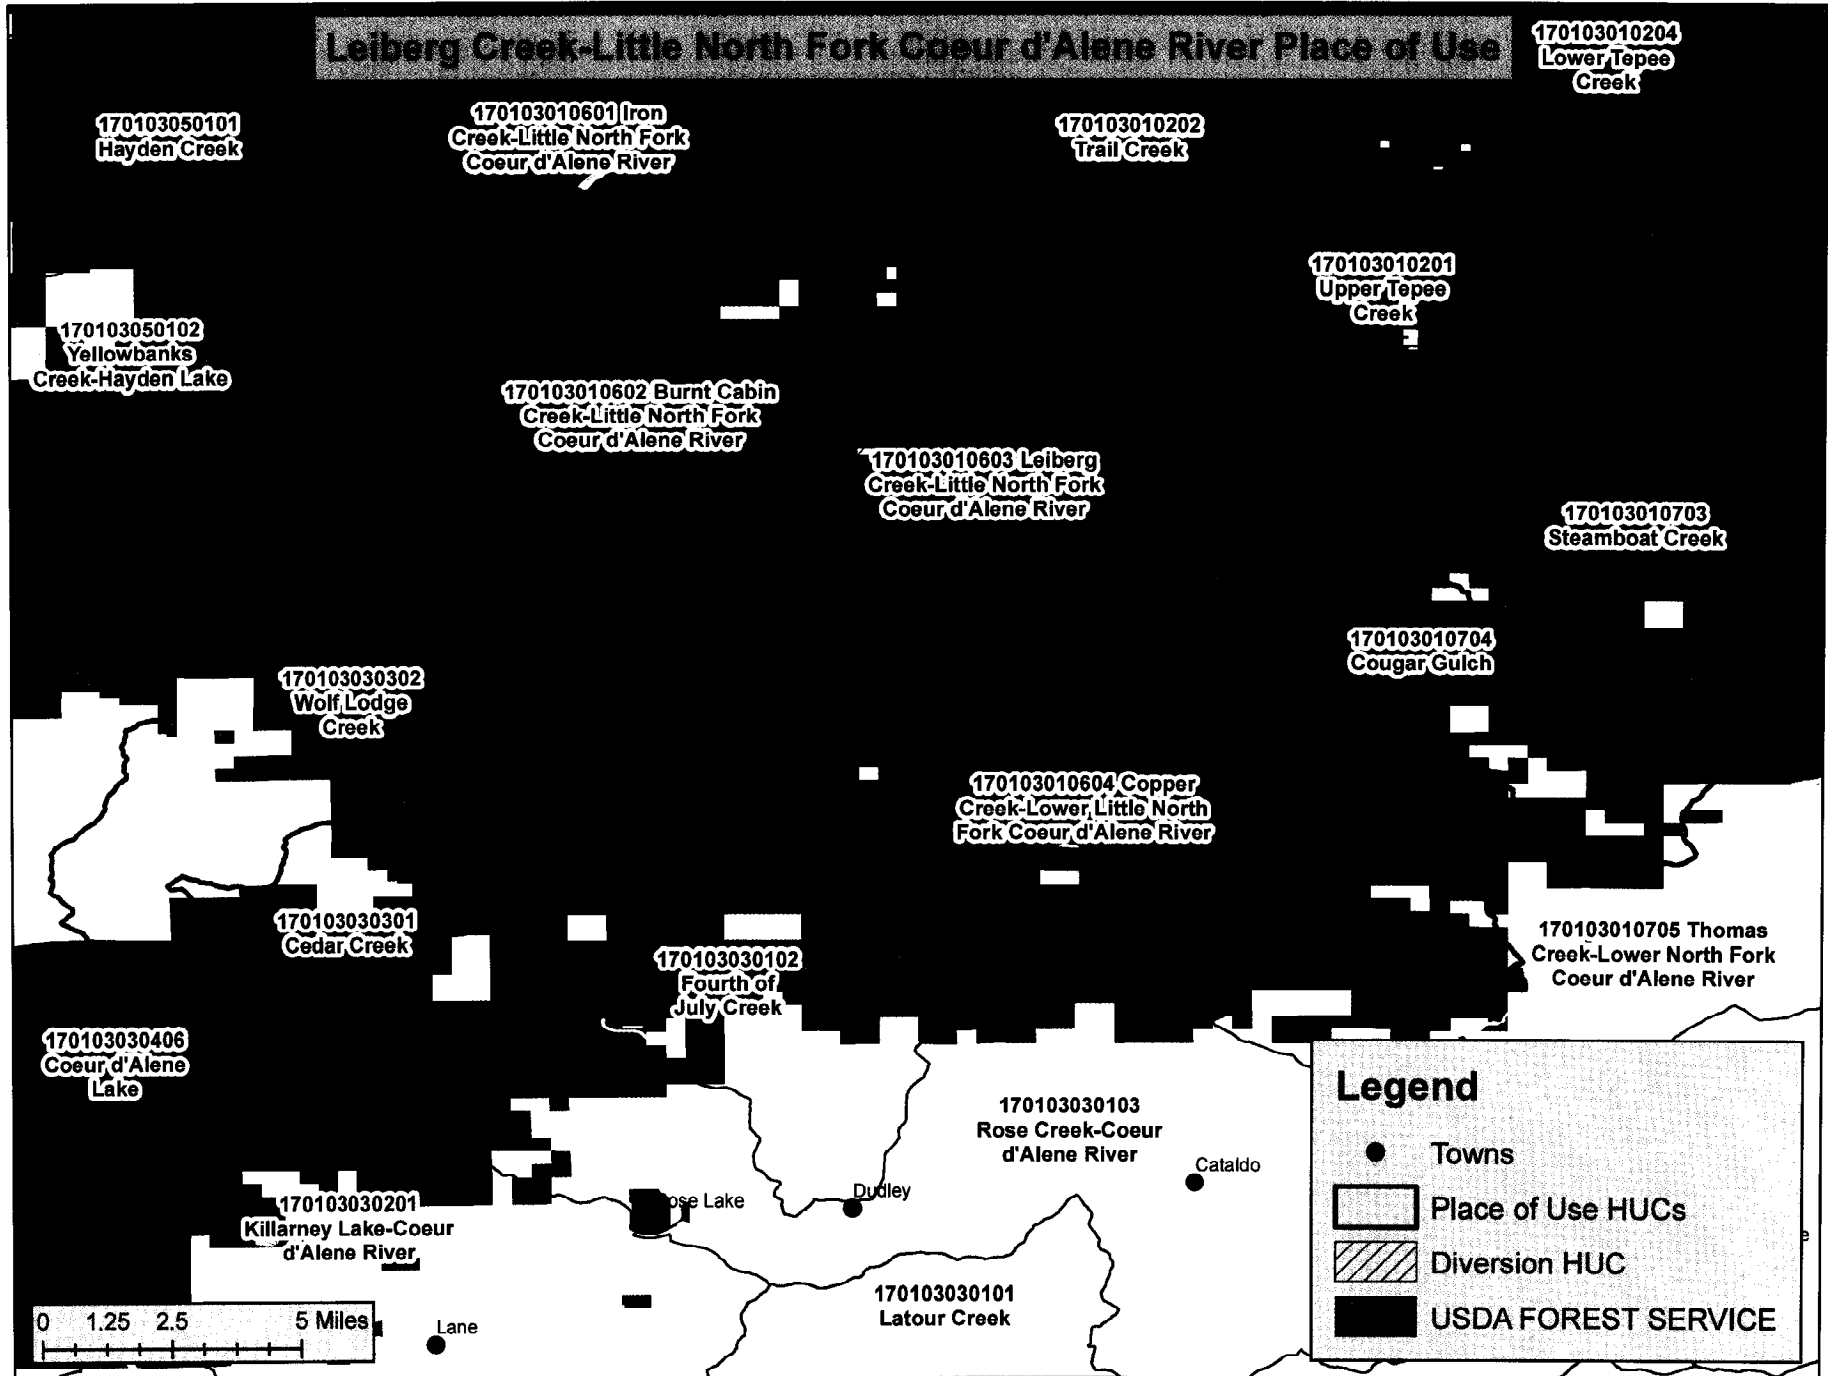 Leiberg Creek-Little North Fork Coeur d'Alene River Place of Use
170103010204
Lower Tepee
Creek
170103050101
Hayden Creek
170103010601 Iron
Creek-Little North Fork
Coeur d'Alene River
170103010202
Trail Creek
170103010201
Upper Tepee
Creek
170103050102
Yellowbanks
Creek-Hayden Lake
170103010602 Burnt Cabin
Creek-Little North Fork
Coeur d'Alene River
170103010603 Leiberg
Creek-Little North Fork
Coeur d'Alene River
170103010703
Steamboat Creek
170103010704
Cougar Gulch
170103030302
Wolf Lodge
Creek
170103010604 Copper
Creek-Lower Little North
Fork Coeur d'Alene River
170103030301
Cedar Creek
170103030102
Fourth of
July Creek
170103010705 Thomas
Creek-Lower North Fork
Coeur d'Alene River
170103030406
Coeur d'Alene
Lake
170103030103
Rose Creek-Coeur
d'Alene River
Cataldo
Dudley
Rose Lake
170103030201
Killarney Lake-Coeur
d'Alene River
170103030101
Latour Creek
Lane
0 1.25 2.5 5 Miles
Legend
Towns
Place of Use HUCs
Diversion HUC
USDA FOREST SERVICE